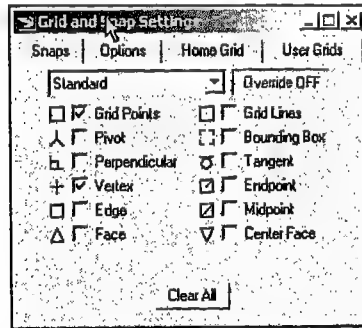 Grid and Snap Settings
Snaps Options Home Grid User Grids
Standard Override OFF
Grid Points Grid Lines
Pivot Bounding Box
Perpendicular Tangent
Vertex Endpoint
Edge Midpoint
Face Center Face
Clear All